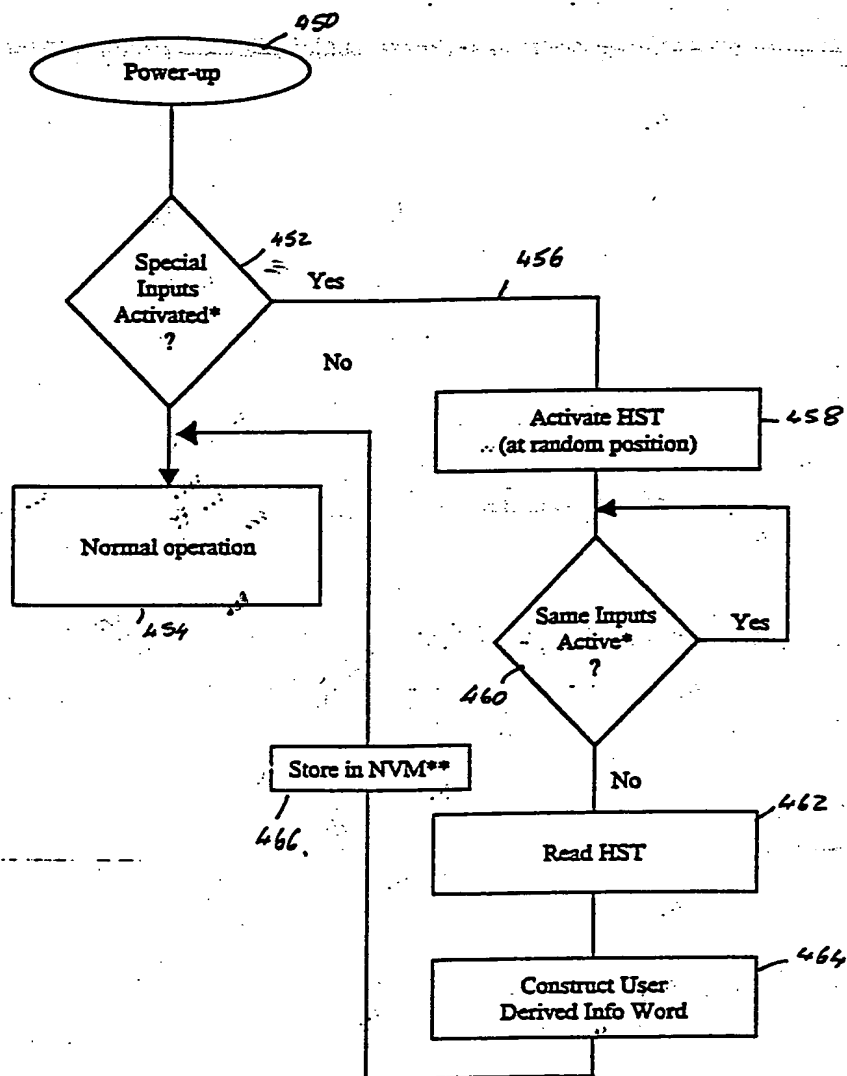 450
Power-up
452
Special
Inputs
Activated*
?
Yes
456
No
Activate HST
(at random position)
458
Normal operation
454
Same Inputs
Active*
?
Yes
460
Store in NVM**
466.
No
462
Read HST
464
Construct User
Derived Info Word